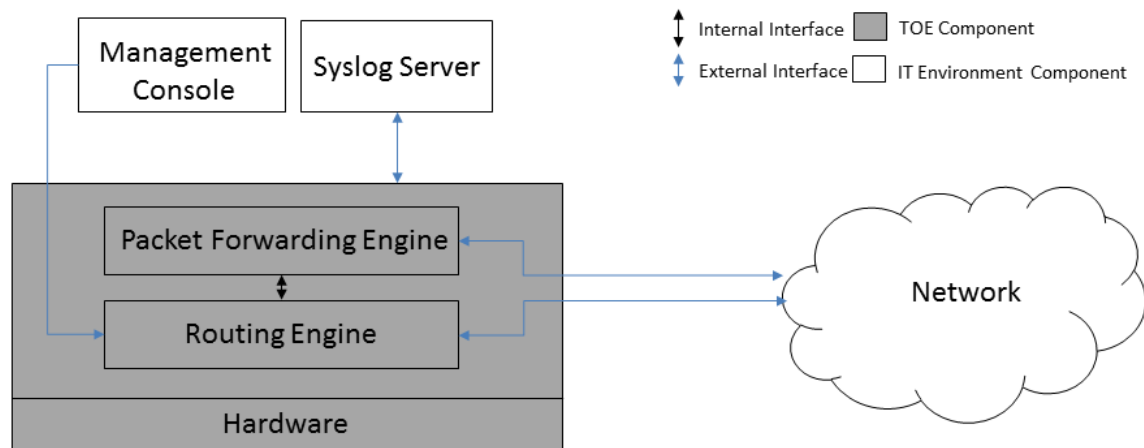 Management
Console
Syslog Server
Internal Interface
TOE Component
External Interface
IT Environment Component
Packet Forwarding Engine
Routing Engine
Network
Hardware